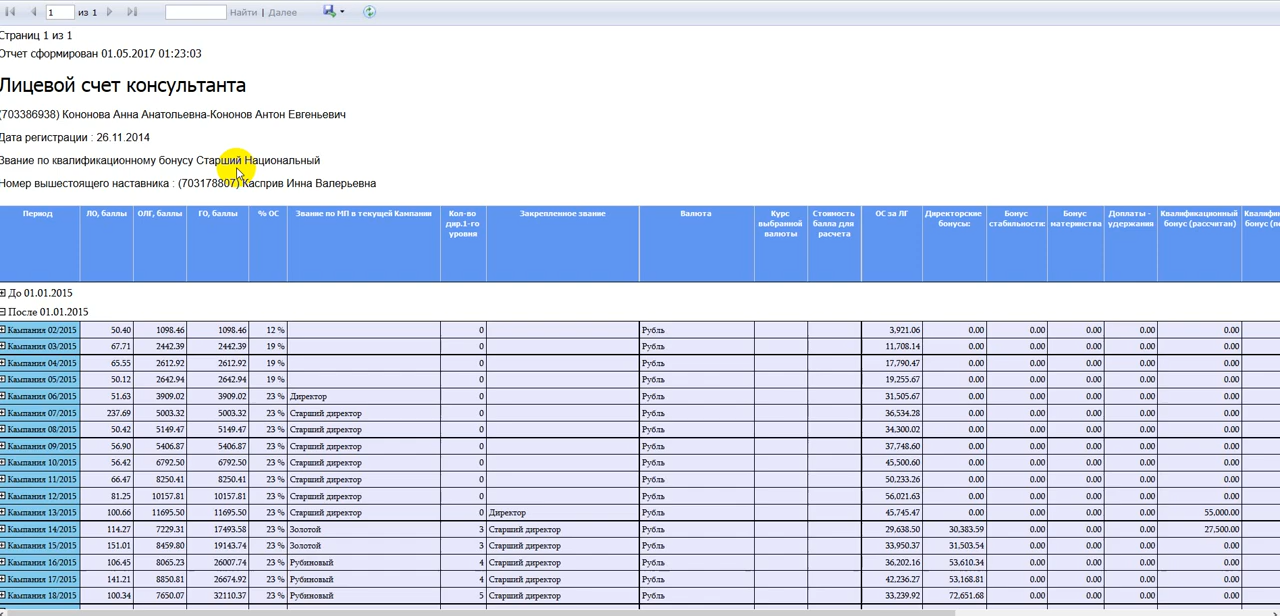 1 из 1 Найти | Далее
Страниц 1 из 1
Отчет сформирован 01.05.2017 01:23:03
Лицевой счет консультанта
(703386938) Кононова Анна Анатольевна-Кононов Антон Евгеньевич
Дата регистрации : 26.11.2014
Звание по квалификационному бонусу Старший Национальный
Номер вышестоящего наставника : (703178807) Касприв Инна Валерьевна
Период ЛО, баллы ОЛГ, баллы ГО, баллы % ОС Звание по МП в текущей Кампании Кол-во дир.1-го уровня Закрепленное звание Валюта Курс выбранной валюты Стоимость балла для расчета ОС за ЛГ Директорские бонусы: Бонус стабильности: Бонус материнства Доплаты - удержания Квалификационный бонус (рассчитан)
До 01.01.2015
После 01.01.2015
Кампания 02/2015 50.40 1098.46 1098.46 12 % 0 Рубль 3,921.06 0.00 0.00 0.00 0.00 0.00
Кампания 03/2015 67.71 2442.39 2442.39 19 % 0 Рубль 11,708.14 0.00 0.00 0.00 0.00 0.00
Кампания 04/2015 65.55 2612.92 2612.92 19 % 0 Рубль 17,790.47 0.00 0.00 0.00 0.00 0.00
Кампания 05/2015 50.12 2642.94 2642.94 19 % 0 Рубль 19,255.67 0.00 0.00 0.00 0.00 0.00
Кампания 06/2015 51.63 3909.02 3909.02 23 % Директор 0 Рубль 31,505.67 0.00 0.00 0.00 0.00 0.00
Кампания 07/2015 237.69 5003.32 5003.32 23 % Старший директор 0 Рубль 36,534.28 0.00 0.00 0.00 0.00 0.00
Кампания 08/2015 50.42 5149.47 5149.47 23 % Старший директор 0 Рубль 34,300.02 0.00 0.00 0.00 0.00 0.00
Кампания 09/2015 56.90 5406.87 5406.87 23 % Старший директор 0 Рубль 37,748.60 0.00 0.00 0.00 0.00 0.00
Кампания 10/2015 56.42 6792.50 6792.50 23 % Старший директор 0 Рубль 45,500.60 0.00 0.00 0.00 0.00 0.00
Кампания 11/2015 66.47 8250.41 8250.41 23 % Старший директор 0 Рубль 50,233.26 0.00 0.00 0.00 0.00 0.00
Кампания 12/2015 81.25 10157.81 10157.81 23 % Старший директор 0 Рубль 56,021.63 0.00 0.00 0.00 0.00 0.00
Кампания 13/2015 100.66 11695.50 11695.50 23 % Старший директор 0 Директор Рубль 45,745.47 0.00 0.00 0.00 0.00 55,000.00
Кампания 14/2015 114.27 7229.31 17493.58 23 % Золотой 3 Старший директор Рубль 29,638.50 30,383.59 0.00 0.00 0.00 27,500.00
Кампания 15/2015 151.01 8459.80 19143.74 23 % Золотой 3 Старший директор Рубль 33,950.37 31,503.54 0.00 0.00 0.00 0.00
Кампания 16/2015 106.45 8065.23 26007.74 23 % Рубиновый 4 Старший директор Рубль 36,202.16 53,610.34 0.00 0.00 0.00 0.00
Кампания 17/2015 141.21 8850.81 26674.92 23 % Рубиновый 4 Старший директор Рубль 42,236.27 53,168.81 0.00 0.00 0.00 0.00
Кампания 18/2015 100.34 7650.07 32110.37 23 % Рубиновый 5 Старший директор Рубль 33,239.92 72,651.68 0.00 0.00 0.00 0.00